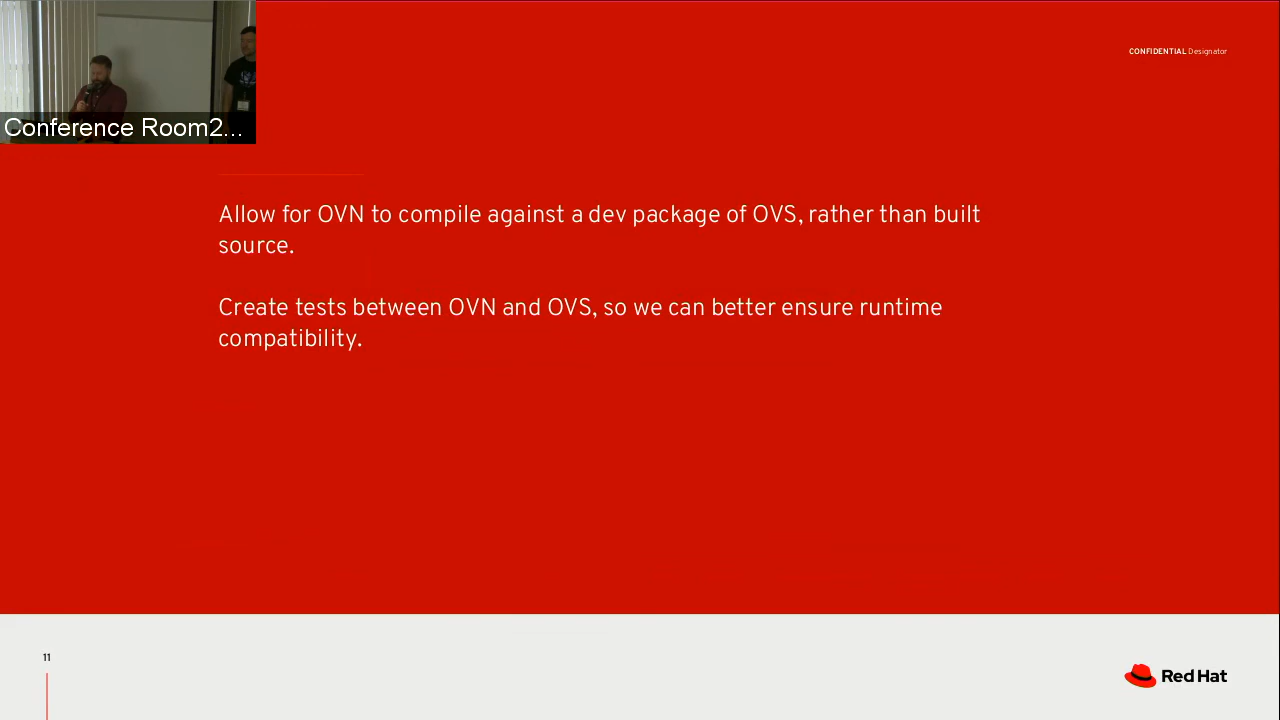 CONFIDENTIAL Designator
Conference Room2...
Allow for OVN to compile against a dev package of OVS, rather than built
source.
Create tests between OVN and OVS, so we can better ensure runtime
compatibility.
11
Red Hat